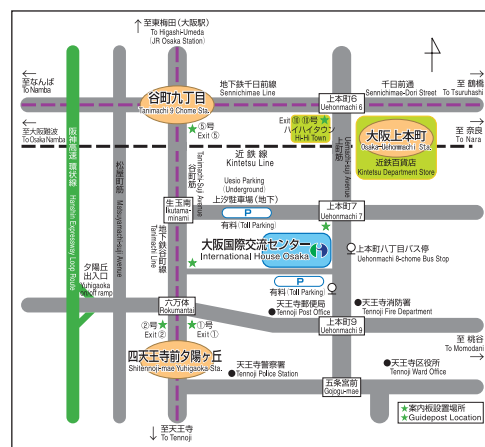 ↑至東梅田（大阪駅）
To Higashi-Umeda
(JR Osaka Station)
←
至なんば
To Namba
谷町九丁目
Tanimachi 9 Chome Sta.
地下鉄千日前線
Sennichimae Line
上本町6
Uehonmachi 6
千日前通
Sennichimae-Dori Street
→
至 鶴橋
To Tsuruhashi
★⑤号
Exit ⑤
Exit ⑩ ⑩号 ★
ハイハイタウン
Hi-Hi Town
大阪上本町
Osaka-Uehonmachi Sta.
近鉄百貨店
Kintetsu Department Store
←
至大阪難波
To Osaka Namba
近鉄線
Kintetsu Line
→
至 奈良
To Nara
阪神高速 環状線
Hanshin Expressway Loop Route
松屋町筋
Matsuyamachi-suji Avenue
谷町筋
Tanimachi-Suji Avenue
上町筋
Uemachi-Suji Avenue
Uesio Parking
(Underground)
上汐駐車場(地下)
生玉南
Ikutama-minami
P
有料(Toll Parking)
上本町7
Uehonmachi 7
地下鉄谷町線
Tanimachi Line
大阪国際交流センター
International House Osaka
上本町八丁目バス停
Uehonmachi 8-chome Bus Stop
夕陽丘
出入口
Yuhigaoka
on/off ramp
P
有料(Toll Parking)
六万体
Rokumantai
天王寺郵便局
●Tennoji Post Office
●天王寺消防署
Tennoji Fire Department
②号★
Exit ②
★①号
Exit ①
上本町9
Uehonmachi 9
→
至 桃谷
To Momodani
四天王寺前夕陽ヶ丘
Shitennoji-mae Yuhigaoka Sta.
天王寺警察署
●Tennoji Police Station
●天王寺区役所
Tennoji Ward Office
五条宮前
Gojogu-mae
↓至天王寺
To Tennoji
★案内板設置場所
★Guidepost Location